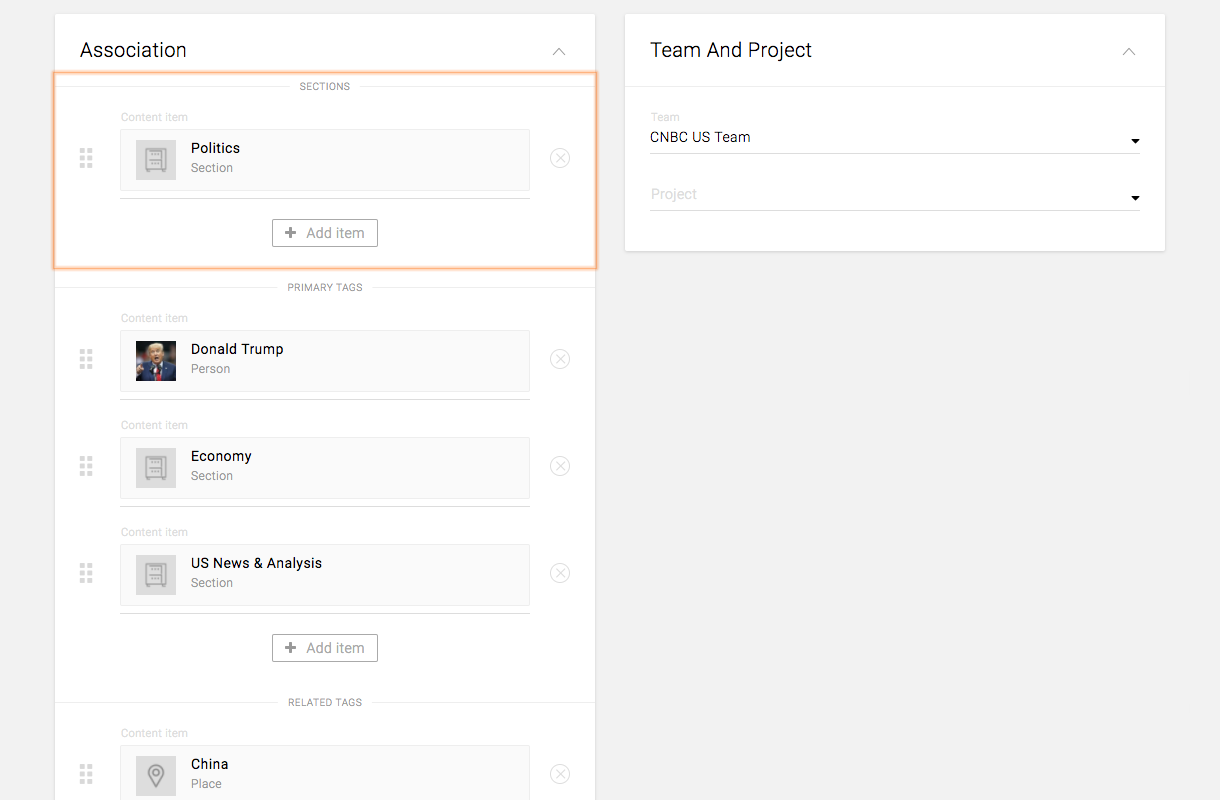 Association
SECTIONS
Content item
Politics
Section
Add item
PRIMARY TAGS
Content item
Donald Trump
Person
Content item
Economy
Section
Content item
US News & Analysis
Section
Add item
RELATED TAGS
Content item
China
Place
Team And Project
Team
CNBC US Team
Project